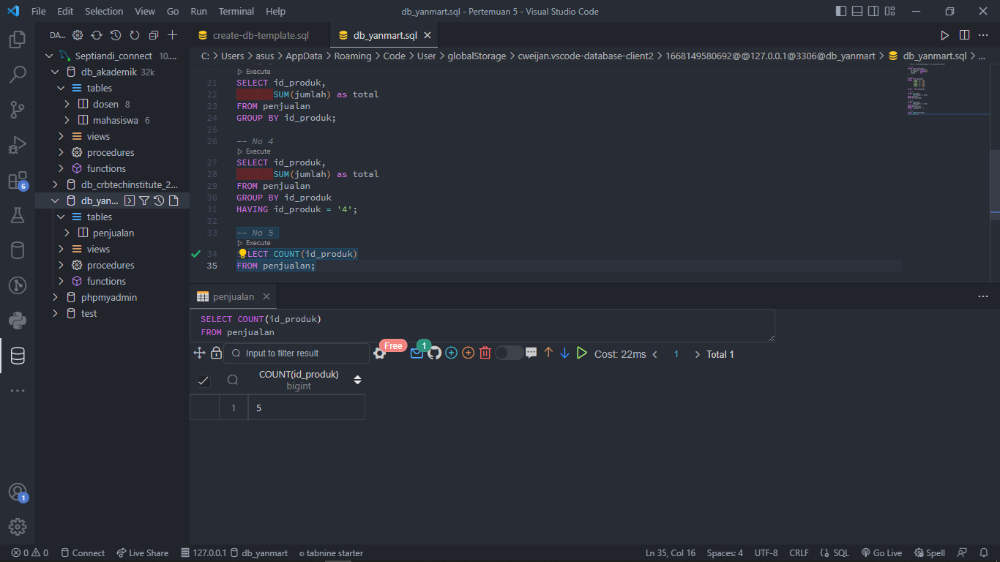 File Edit Selection View Go Run Terminal Help
db_yanmart.sql - Pertemuan 5 - Visual Studio Code
DA...
create-db-template.sql
db_yanmart.sql
C: > Users > asus > AppData > Roaming > Code > User > globalStorage > cweijan.vscode-database-client2 > 1668149580692@@127.0.0.1@3306@db_yanmart > db_yanmart.sql > ...
Septiandi_connect 10....
db_akademik 32k
tables
dosen 8
mahasiswa 6
views
procedures
functions
db_crbtechinstitute_2...
db_yan...
tables
penjualan
views
procedures
functions
phpmyadmin
test
6
1
Execute
21 SELECT id_produk,
22 SUM(jumlah) as total
23 FROM penjualan
24 GROUP BY id_produk;
25
26 -- No 4
Execute
27 SELECT id_produk,
28 SUM(jumlah) as total
29 FROM penjualan
30 GROUP BY id_produk
31 HAVING id_produk = '4';
32
33 -- No 5
Execute
34 LECT COUNT(id_produk)
35 FROM penjualan;
penjualan
SELECT COUNT(id_produk)
FROM penjualan
Input to filter result
Free
1
Cost: 22ms < 1 > Total 1
COUNT(id_produk)
bigint
1 5
0 0 Connect Live Share 127.0.0.1 db_yanmart tabnine starter
Ln 35, Col 16 Spaces: 4 UTF-8 CRLF SQL Go Live Spell